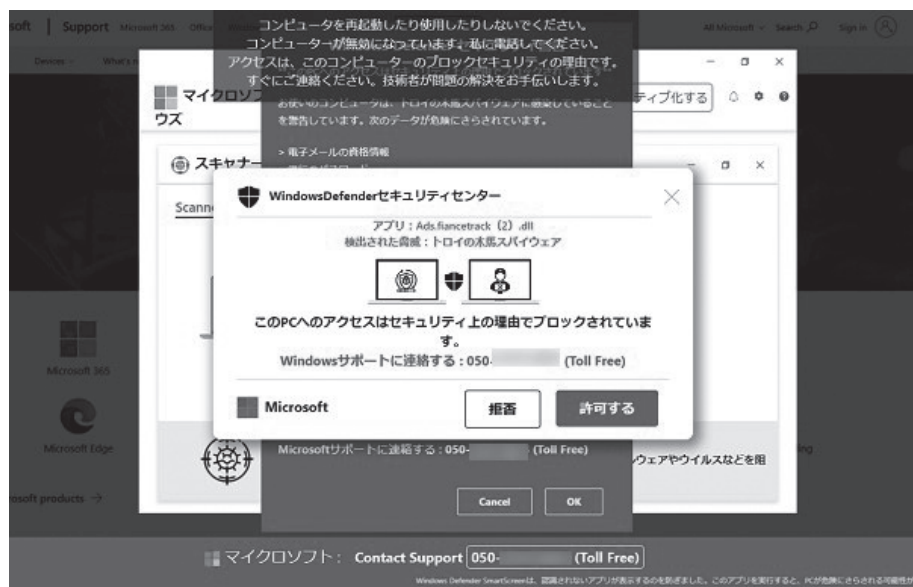 soft | Support Microsoft 365 Office
All Microsoft Search Sign in
Devices What's n
コンピュータを再起動したり使用したりしないでください。
コンピューターが無効になっています。私に電話してください。
アクセスは、このコンピューターのブロックセキュリティの理由です。
すぐにご連絡ください。技術者が問題の解決をお手伝いします。
マイクロソフ
ウズ
ティブ化する
お使いのコンピュータは、トロイの木馬スパイウェアに感染していること
を警告しています。次のデータが危険にさらされています。
> 電子メールの資格情報
スキャナー
Scann
WindowsDefenderセキュリティセンター
アプリ：Ads.fiancetrack（2）.dll
検出された脅威：トロイの木馬スパイウェア
このPCへのアクセスはセキュリティ上の理由でブロックされていま
す。
Windowsサポートに連絡する：050- (Toll Free)
Microsoft
拒否
許可する
Microsoft 365
Microsoft Edge
Microsoftサポートに連絡する：050- (Toll Free)
ウェアやウイルスなどを阻
ing
rosoft products →
Cancel
OK
マイクロソフト： Contact Support 050- (Toll Free)
Windows Defender SmartScreenは、認識されないアプリが表示するのを防ぎました。このアプリを実行すると、PCが危険にさらされる可能性が